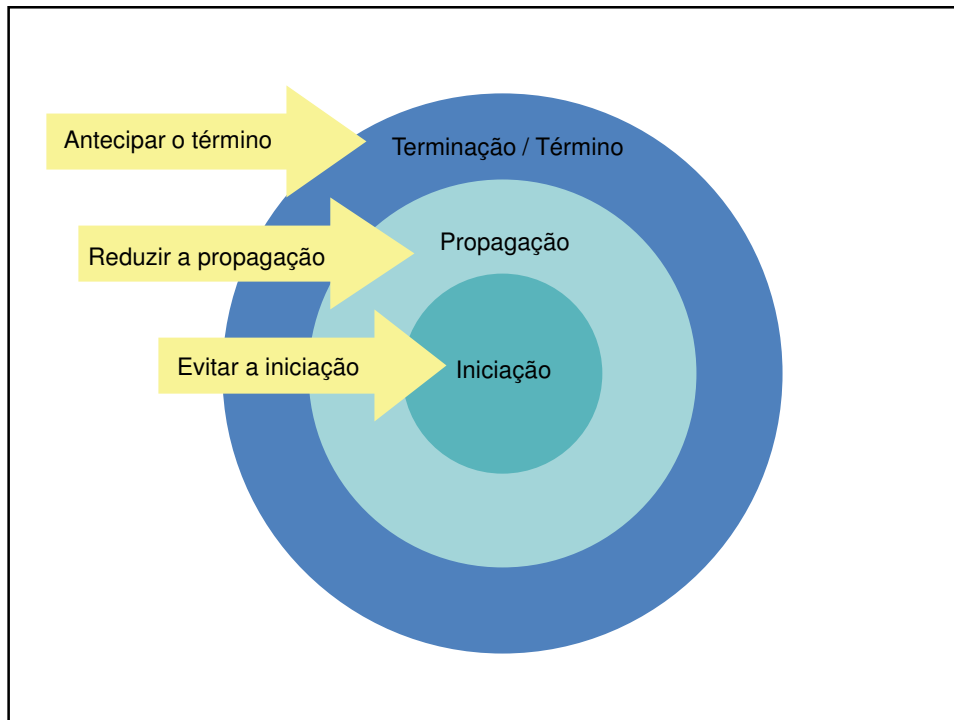 Antecipar o término
Terminação / Término
Propagação
Reduzir a propagação
Evitar a iniciação
Iniciação